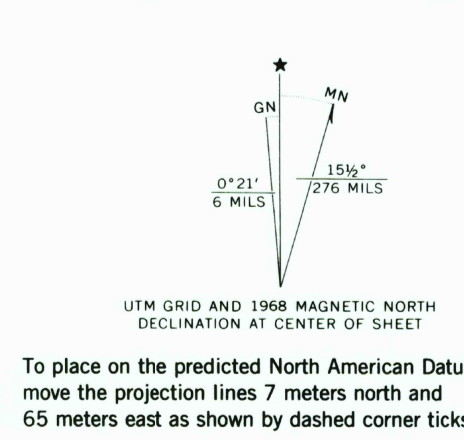 ★
GN
MN
0°21'
6 MILS
15½°
276 MILS
UTM GRID AND 1968 MAGNETIC NORTH
DECLINATION AT CENTER OF SHEET
To place on the predicted North American Datu
move the projection lines 7 meters north and
65 meters east as shown by dashed corner ticks